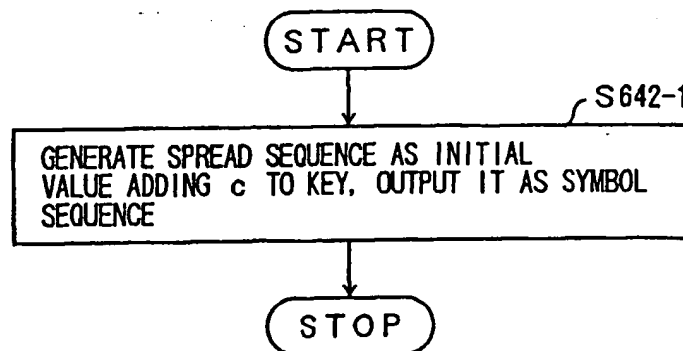 START
S642-1
GENERATE SPREAD SEQUENCE AS INITIAL
VALUE ADDING c TO KEY, OUTPUT IT AS SYMBOL
SEQUENCE
STOP